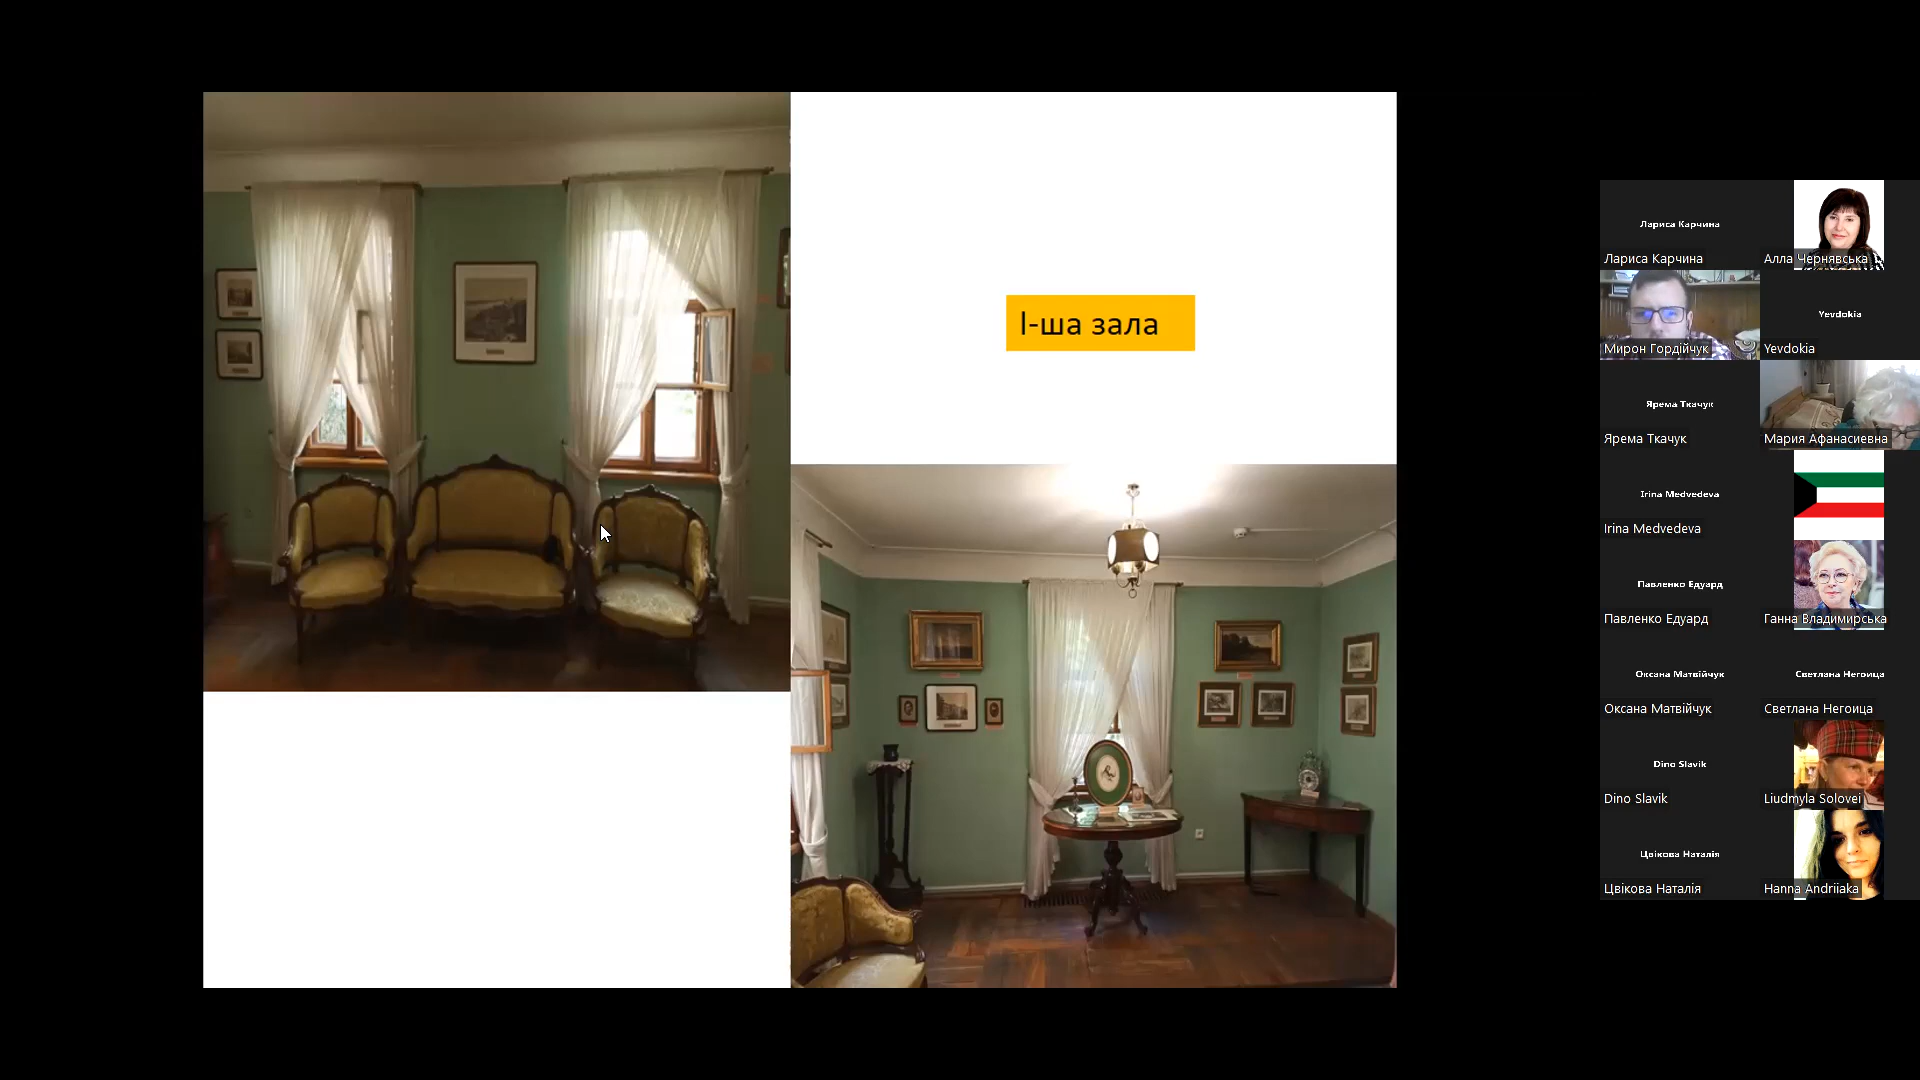 І-ша зала
Лариса Карчина
Лариса Карчина
Алла Чернявська
Мирон Гордійчук
Yevdokia
Yevdokia
Ярема Ткачук
Ярема Ткачук
Мария Афанасиевна
Irina Medvedeva
Irina Medvedeva
Павленко Едуард
Павленко Едуард
Ганна Владимирська
Оксана Матвійчук
Оксана Матвійчук
Светлана Негоица
Светлана Негоица
Dino Slavik
Dino Slavik
Liudmyla Solovei
Цвікова Наталія
Цвікова Наталія
Hanna Andriiaka